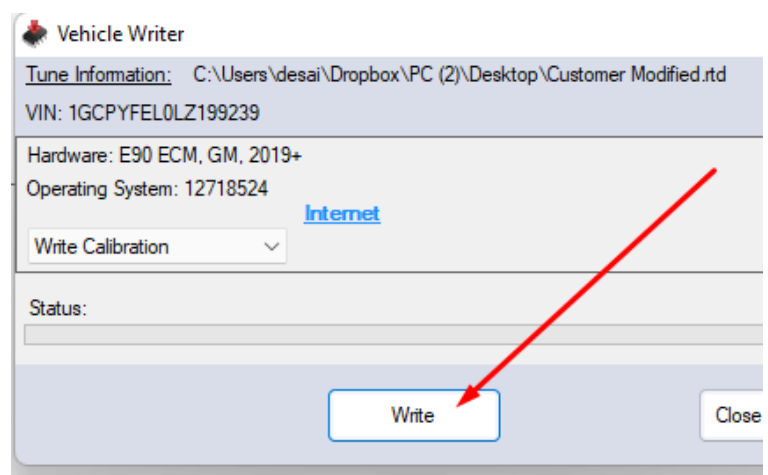 Vehicle Writer
Tune Information: C:\Users\desai\Dropbox\PC (2)\Desktop\Customer Modified.rtd
VIN: 1GCPYFEL0LZ199239
Hardware: E90 ECM, GM, 2019+
Operating System: 12718524
Internet
Write Calibration
Status:
Write Close